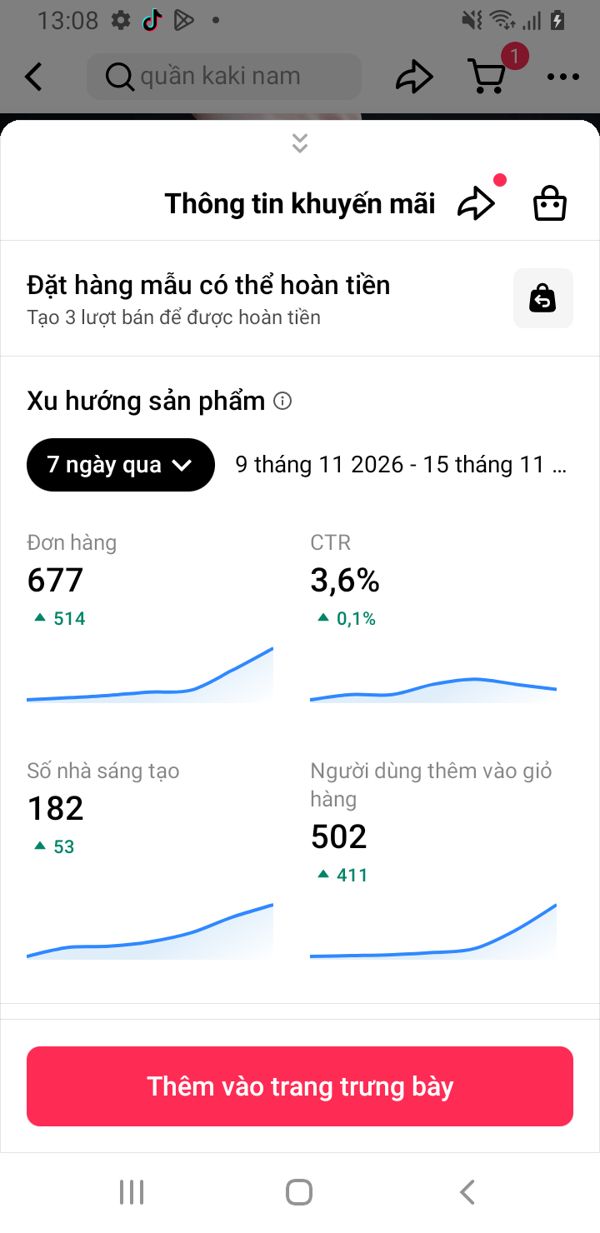 13:08
quần kaki nam
1
Thông tin khuyến mãi
Đặt hàng mẫu có thể hoàn tiền
Tạo 3 lượt bán để được hoàn tiền
Xu hướng sản phẩm
7 ngày qua
9 tháng 11 2026 - 15 tháng 11 ...
Đơn hàng
677
514
CTR
3,6%
0,1%
Số nhà sáng tạo
182
53
Người dùng thêm vào giỏ
hàng
502
411
Thêm vào trang trưng bày